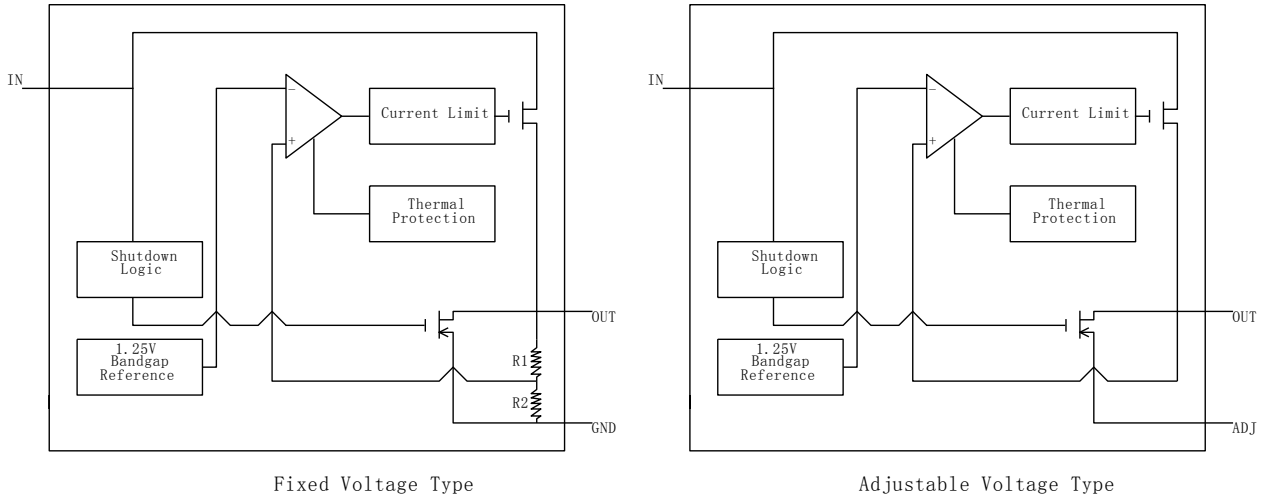 IN
−
+
Current Limit
Thermal
Protection
Shutdown
Logic
1.25V
Bandgap
Reference
R1
R2
OUT
GND
Fixed Voltage Type
IN
−
+
Current Limit
Thermal
Protection
Shutdown
Logic
1.25V
Bandgap
Reference
OUT
ADJ
Adjustable Voltage Type